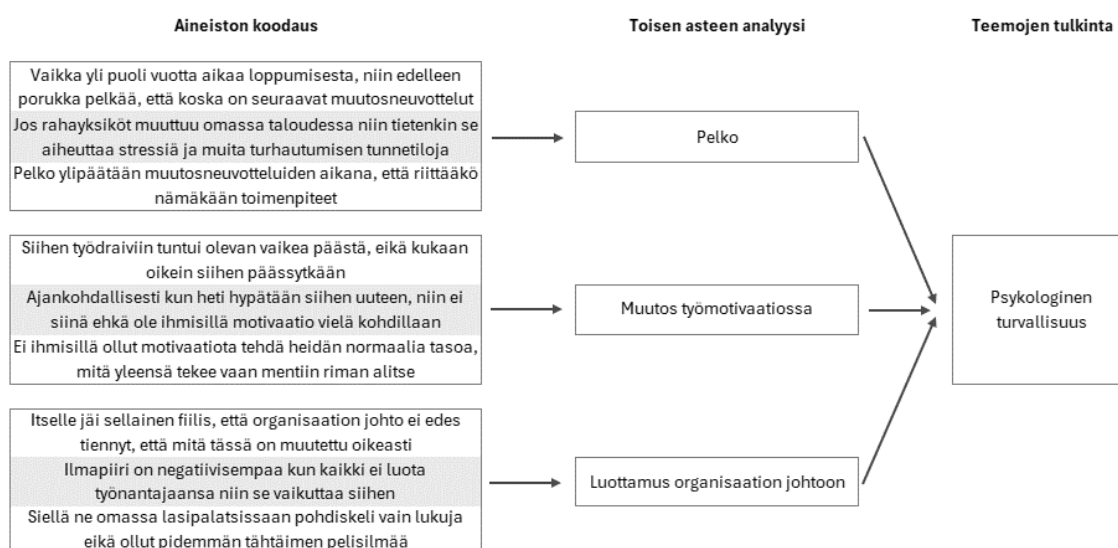 Aineiston koodaus
Toisen asteen analyysi
Teemojen tulkinta
Vaikka yli puoli vuotta aikaa loppumisesta, niin edelleen
porukka pelkää, että koska on seuraavat muutosneuvottelut
Jos rahayksiköt muuttuu omassa taloudessa niin tietenkin se
aiheuttaa stressiä ja muita turhautumisen tunnetiloja
Pelko ylipäätään muutosneuvotteluiden aikana, että riittääkö
nämäkään toimenpiteet
Pelko
Siihen työdraiviin tuntui olevan vaikea päästä, eikä kukaan
oikein siihen päässytkään
Ajankohdallisesti kun heti hypätään siihen uuteen, niin ei
siinä ehkä ole ihmisillä motivaatio vielä kohdillaan
Ei ihmisillä ollut motivaatiota tehdä heidän normaalia tasoa,
mitä yleensä tekee vaan mentiin riman alitse
Muutos työmotivaatiossa
Psykologinen
turvallisuus
Itselle jäi sellainen fiilis, että organisaation johto ei edes
tiennyt, että mitä tässä on muutettu oikeasti
Ilmapiiri on negatiivisempaa kun kaikki ei luota
työnantajaansa niin se vaikuttaa siihen
Siellä ne omassa lasipalatsissaan pohdiskeli vain lukuja
eikä ollut pidemmän tähtäimen pelisilmää
Luottamus organisaation johtoon